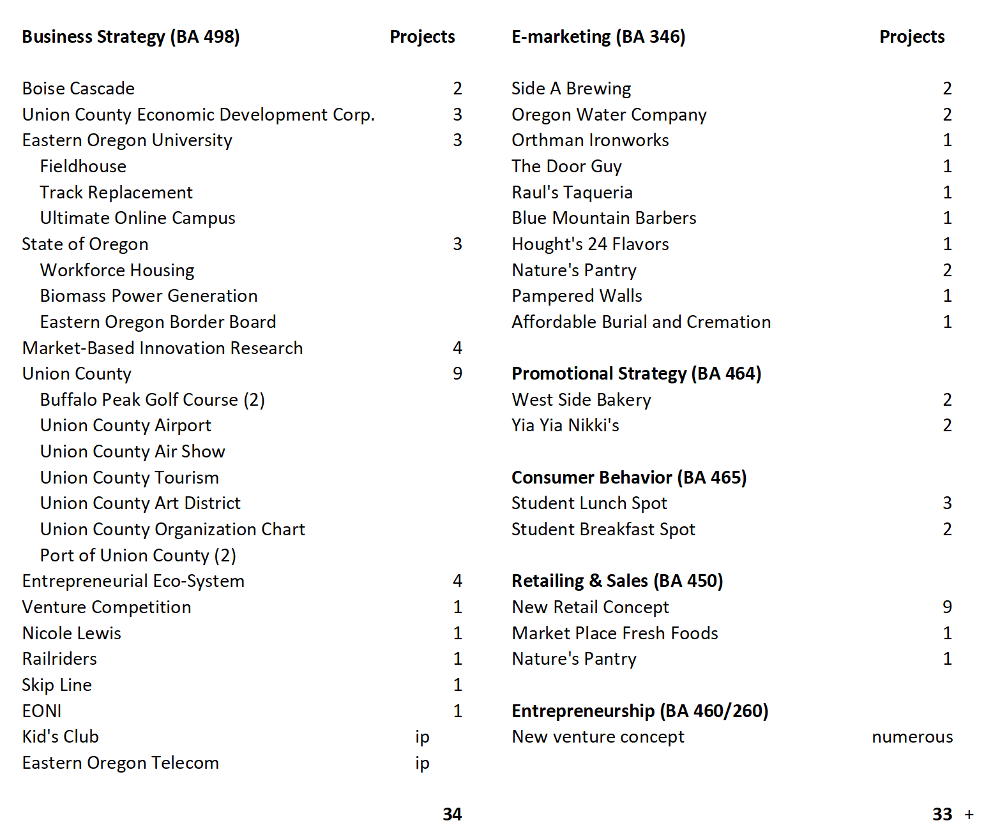 Business Strategy (BA 498) Projects
Boise Cascade 2
Union County Economic Development Corp. 3
Eastern Oregon University 3
Fieldhouse
Track Replacement
Ultimate Online Campus
State of Oregon 3
Workforce Housing
Biomass Power Generation
Eastern Oregon Border Board
Market-Based Innovation Research 4
Union County 9
Buffalo Peak Golf Course (2)
Union County Airport
Union County Air Show
Union County Tourism
Union County Art District
Union County Organization Chart
Port of Union County (2)
Entrepreneurial Eco-System 4
Venture Competition 1
Nicole Lewis 1
Railriders 1
Skip Line 1
EONI 1
Kid's Club ip
Eastern Oregon Telecom ip
34
E-marketing (BA 346) Projects
Side A Brewing 2
Oregon Water Company 2
Orthman Ironworks 1
The Door Guy 1
Raul's Taqueria 1
Blue Mountain Barbers 1
Hought's 24 Flavors 1
Nature's Pantry 2
Pampered Walls 1
Affordable Burial and Cremation 1
Promotional Strategy (BA 464)
West Side Bakery 2
Yia Yia Nikki's 2
Consumer Behavior (BA 465)
Student Lunch Spot 3
Student Breakfast Spot 2
Retailing & Sales (BA 450)
New Retail Concept 9
Market Place Fresh Foods 1
Nature's Pantry 1
Entrepreneurship (BA 460/260)
New venture concept numerous
33 +